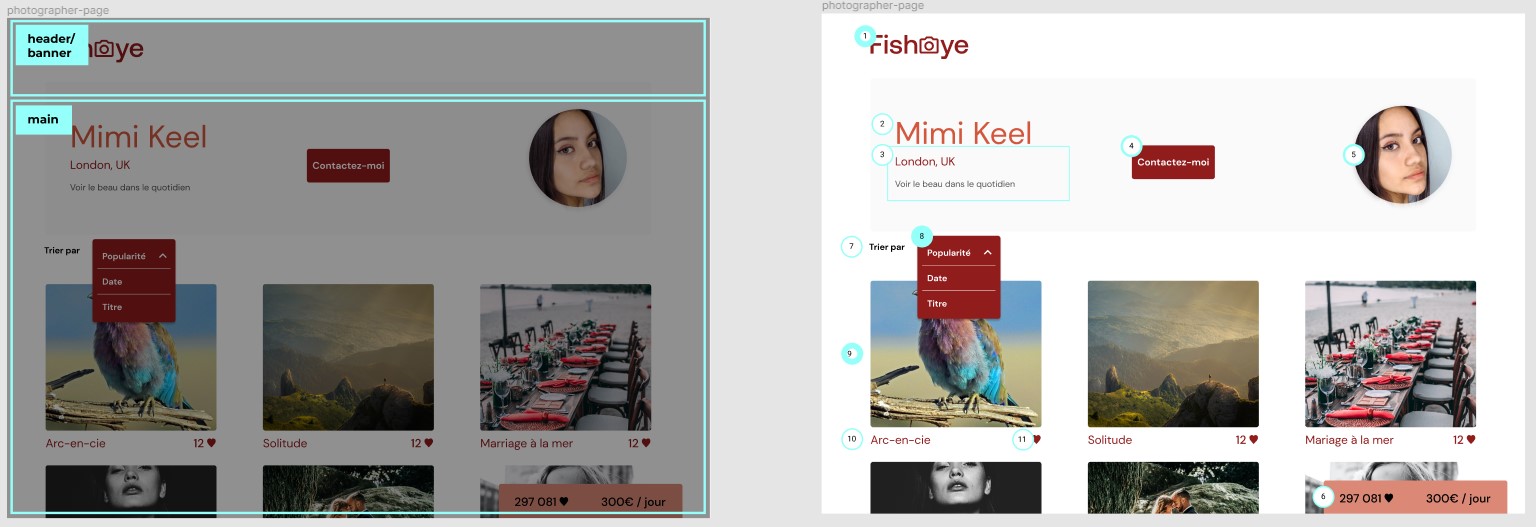 photographer-page
header/
banner
Fisheye
main
Mimi Keel
London, UK
Voir le beau dans le quotidien
Contactez-moi
Trier par
Popularité
Date
Titre
Arc-en-cie
12
Solitude
12
Marriage à la mer
12
297 081
300€ / jour
photographer-page
1
Fisheye
2
Mimi Keel
3
London, UK
Voir le beau dans le quotidien
4
Contactez-moi
5
7
Trier par
8
Popularité
Date
Titre
9
10
Arc-en-cie
11
Solitude
12
Mariage à la mer
12
6
297 081
300€ / jour